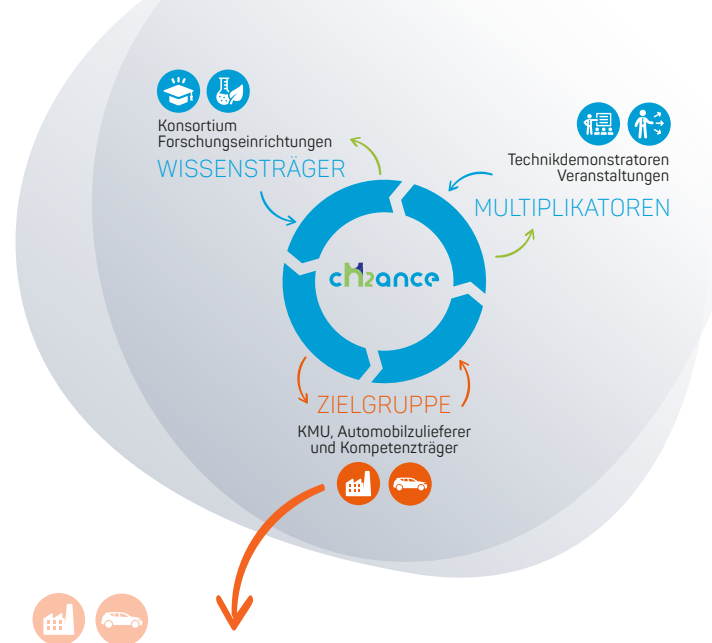 Konsortium
Forschungseinrichtungen
WISSENSTRÄGER
Technikdemonstratoren
Veranstaltungen
MULTIPLIKATOREN
cH2ance
ZIELGRUPPE
KMU, Automobilzulieferer
und Kompetenzträger